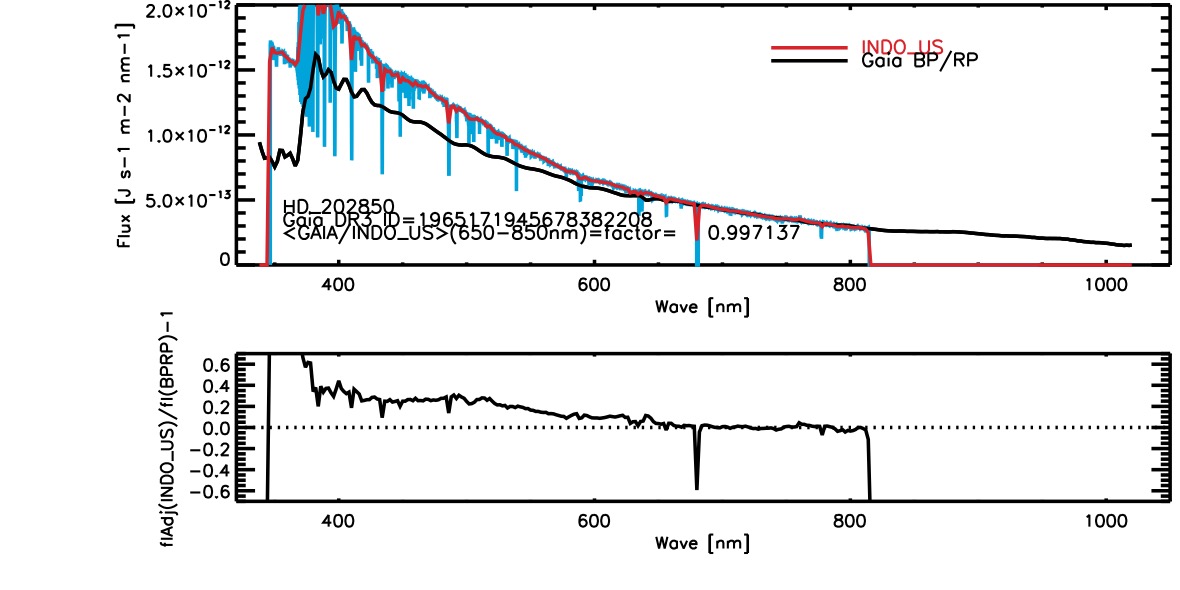 2.0×10⁻¹²
1.5×10⁻¹²
1.0×10⁻¹²
5.0×10⁻¹³
0
Flux [J s−1 m−2 nm−1]
INDO_US
Gaia BP/RP
HD_202850
Gaia DR3 ID=1965171945678382208
<GAIA/INDO_US>(650−850nm)=factor= 0.997137
400 600 800 1000
Wave [nm]
flAdj(INDO_US)/fl(BPRP)−1
0.6
0.4
0.2
0.0
−0.2
−0.4
−0.6
400 600 800 1000
Wave [nm]